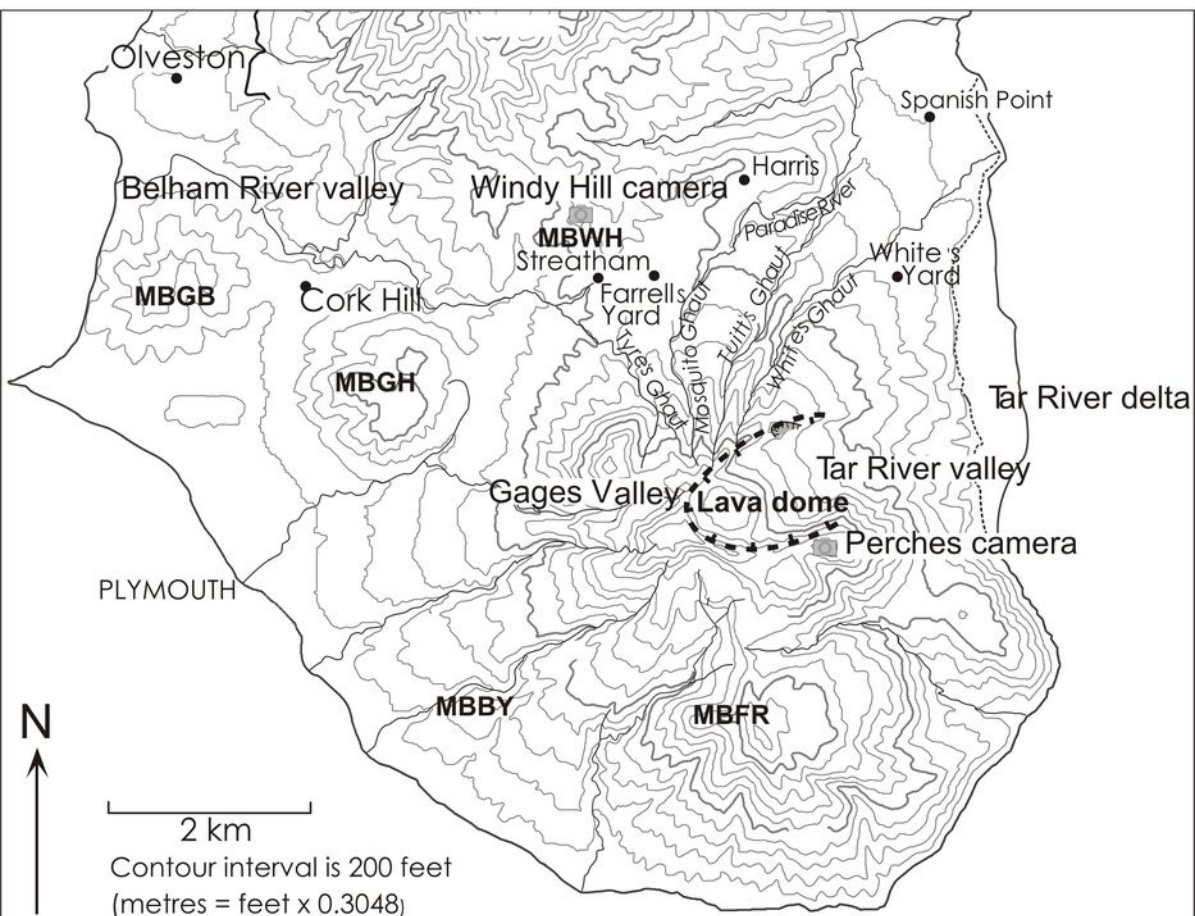 Olveston
Spanish Point
Harris
Belham River valley
Windy Hill camera
Paradise River
MBWH
Streatham
White's
Yard
MBGB
Cork Hill
Farrell's
Yard
Tyre's Ghaut
Mosquito Ghaut
Tuitt's Ghaut
White's Ghaut
MBGH
Tar River delta
Tar River valley
Gages Valley
Lava dome
Perches camera
PLYMOUTH
MBBY
MBFR
N
2 km
Contour interval is 200 feet
(metres = feet x 0.3048)